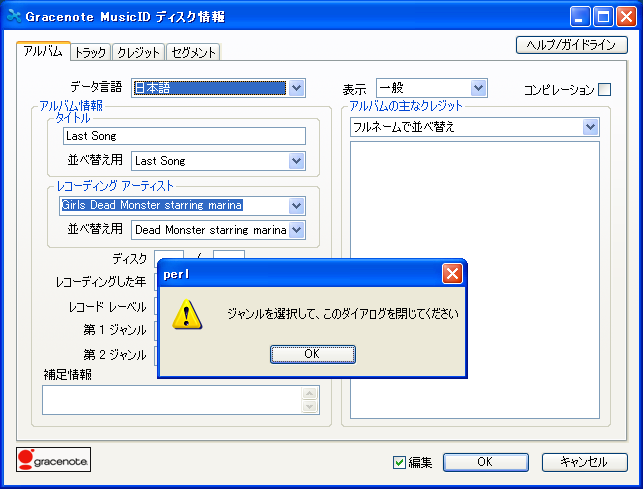 Gracenote MusicID ディスク情報
アルバム トラック クレジット セグメント
ヘルプ/ガイドライン
データ言語 日本語 表示 一般 コンピレーション
アルバム情報
タイトル
Last Song
並べ替え用 Last Song
レコーディング アーティスト
Girls Dead Monster starring marina
並べ替え用 Dead Monster starring marina
ディスク /
レコーディングした年
レコード レーベル
第 1 ジャンル
第 2 ジャンル
補足情報
アルバムの主なクレジット
フルネームで並べ替え
perl
ジャンルを選択して、このダイアログを閉じてください
OK
gracenote.
編集 OK キャンセル